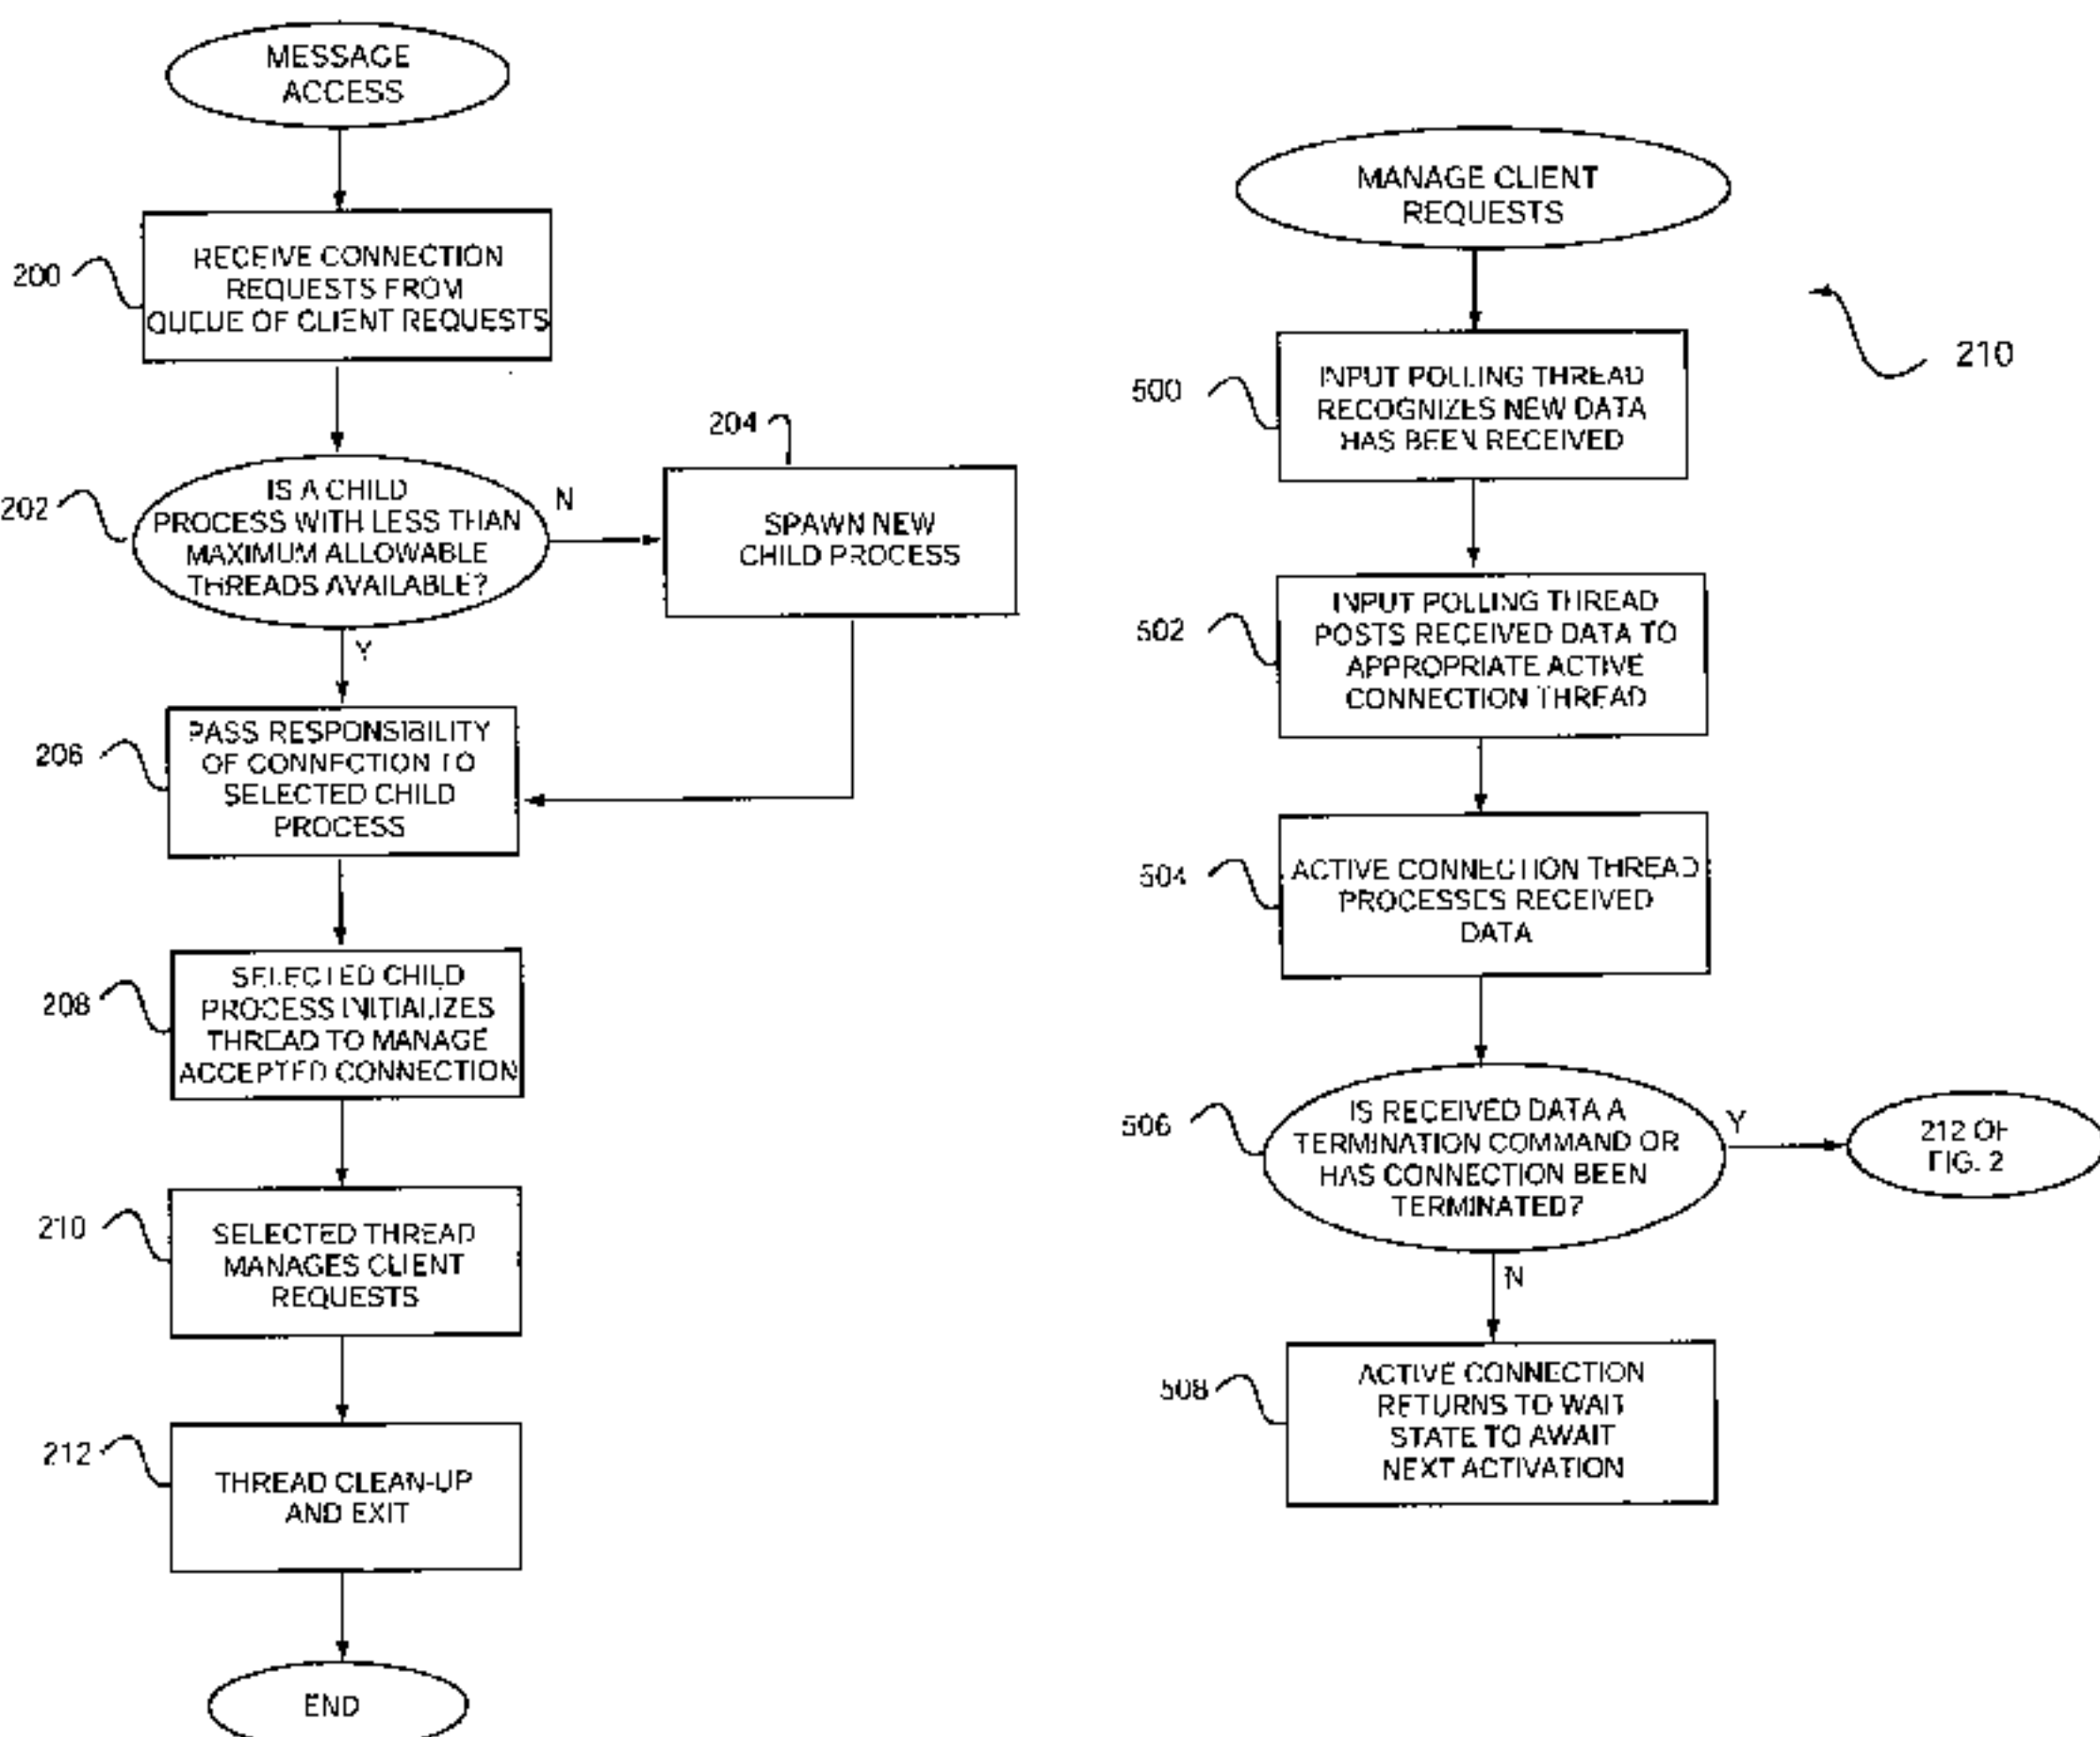 MESSAGE
ACCESS
200
RECEIVE CONNECTION
REQUESTS FROM
QUEUE OF CLIENT REQUESTS
202
IS A CHILD
PROCESS WITH LESS THAN
MAXIMUM ALLOWABLE
THREADS AVAILABLE?
N
Y
204
SPAWN NEW
CHILD PROCESS
206
PASS RESPONSIBILITY
OF CONNECTION TO
SELECTED CHILD
PROCESS
208
SELECTED CHILD
PROCESS INITIALIZES
THREAD TO MANAGE
ACCEPTED CONNECTION
210
SELECTED THREAD
MANAGES CLIENT
REQUESTS
212
THREAD CLEAN-UP
AND EXIT
END
MANAGE CLIENT
REQUESTS
210
500
INPUT POLLING THREAD
RECOGNIZES NEW DATA
HAS BEEN RECEIVED
502
INPUT POLLING THREAD
POSTS RECEIVED DATA TO
APPROPRIATE ACTIVE
CONNECTION THREAD
504
ACTIVE CONNECTION THREAD
PROCESSES RECEIVED
DATA
506
IS RECEIVED DATA A
TERMINATION COMMAND OR
HAS CONNECTION BEEN
TERMINATED?
Y
212 OF
FIG. 2
N
508
ACTIVE CONNECTION
RETURNS TO WAIT
STATE TO AWAIT
NEXT ACTIVATION